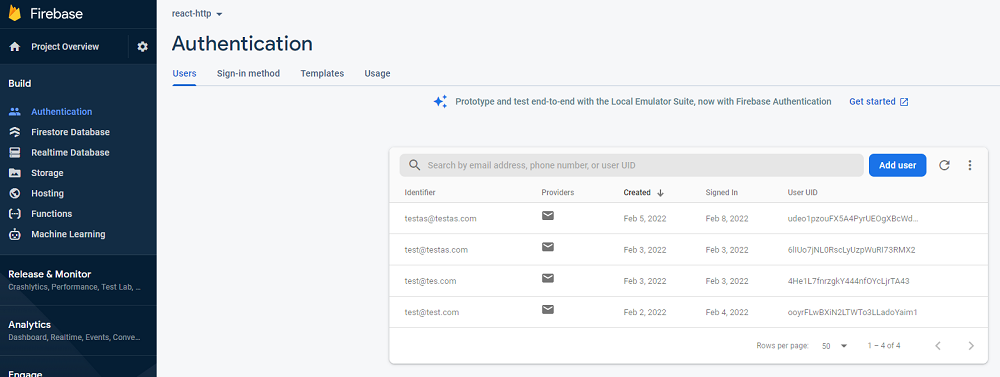 Firebase
Project Overview
Build
Authentication
Firestore Database
Realtime Database
Storage
Hosting
Functions
Machine Learning
Release & Monitor
Crashlytics, Performance, Test Lab, ...
Analytics
Dashboard, Realtime, Events, Conve...
Engage
react-http
Authentication
Users Sign-in method Templates Usage
Prototype and test end-to-end with the Local Emulator Suite, now with Firebase Authentication Get started
Search by email address, phone number, or user UID Add user
Identifier Providers Created Signed In User UID
testas@testas.com Feb 5, 2022 Feb 8, 2022 udeo1pzouFX5A4PyrUEOgXBcWd...
test@testas.com Feb 3, 2022 Feb 3, 2022 6lIUo7jNL0RscLyUzpWuRI73RMX2
test@tes.com Feb 3, 2022 Feb 3, 2022 4He1L7fnrzgkY444nfOYcLjrTA43
test@test.com Feb 2, 2022 Feb 4, 2022 ooyrFLwBXiN2LTWTo3LLadoYaim1
Rows per page: 50 1 – 4 of 4